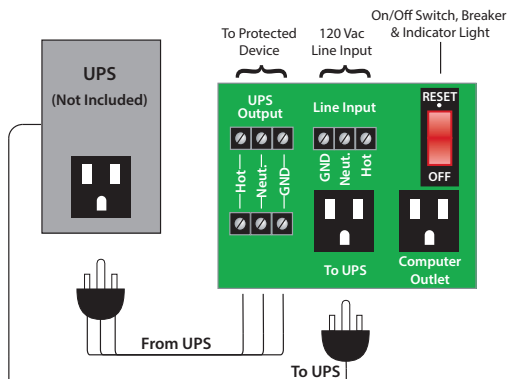 On/Off Switch, Breaker
& Indicator Light
To Protected
Device
120 Vac
Line Input
UPS
(Not Included)
UPS
Output
Line Input
RESET
OFF
Hot
Neut.
GND
GND
Neut.
Hot
To UPS
Computer
Outlet
From UPS
To UPS